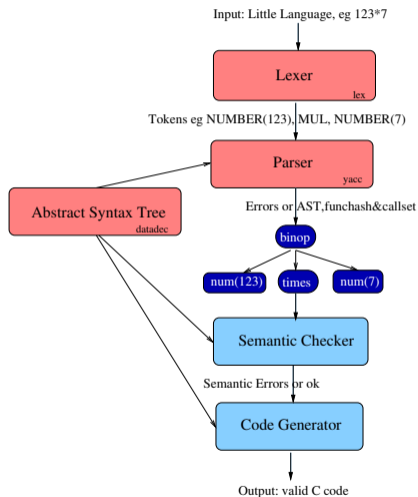 Input: Little Language, eg 123*7
Lexer
lex
Tokens eg NUMBER(123), MUL, NUMBER(7)
Parser
yacc
Abstract Syntax Tree
datadec
Errors or AST,funchash&callset
binop
num(123) times num(7)
Semantic Checker
Semantic Errors or ok
Code Generator
Output: valid C code